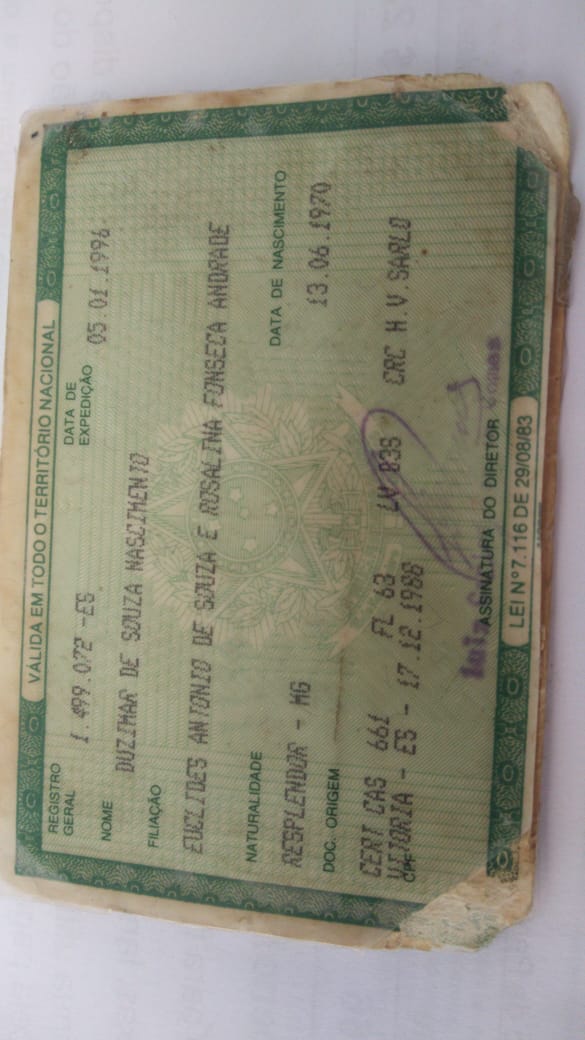 VÁLIDA EM TODO O TERRITÓRIO NACIONAL
REGISTRO GERAL 1.499.072 -ES DATA DE EXPEDIÇÃO 05.01.1996
NOME
DUZIMAR DE SOUZA NASCIMENTO
FILIAÇÃO
EUCLIDES ANTONIO DE SOUZA E ROSALINA FONSECA ANDRADE
NATURALIDADE DATA DE NASCIMENTO
RESPLENDOR - MG 13.06.1970
DOC. ORIGEM
CERT CAS 661 FL 63 LV 03S CRC H.V.SARLO
VITORIA - ES - 17.12.1988
CPF
ASSINATURA DO DIRETOR
LEI Nº 7.116 DE 29/08/83